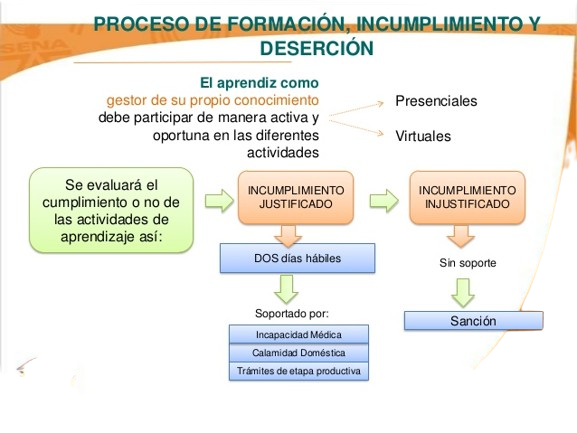 SENA
PROCESO DE FORMACIÓN, INCUMPLIMIENTO Y
DESERCIÓN
El aprendiz como
gestor de su propio conocimiento
debe participar de manera activa y
oportuna en las diferentes
actividades
Presenciales
Virtuales
Se evaluará el
cumplimiento o no de
las actividades de
aprendizaje así:
INCUMPLIMIENTO
JUSTIFICADO
INCUMPLIMIENTO
INJUSTIFICADO
DOS días hábiles
Sin soporte
Soportado por:
Sanción
Incapacidad Médica
Calamidad Doméstica
Trámites de etapa productiva